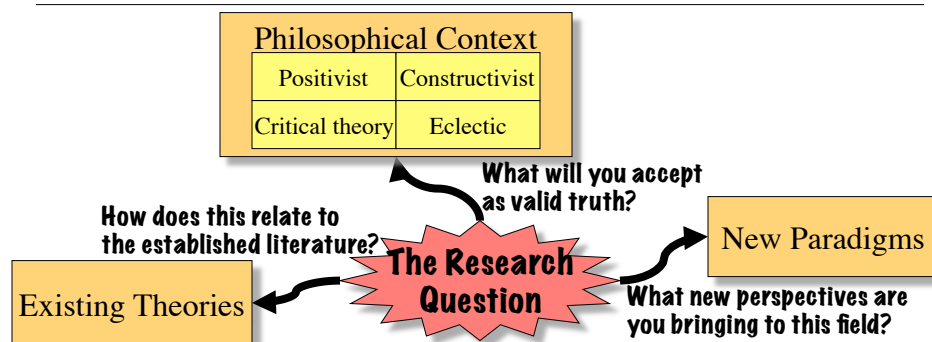 Philosophical Context
Positivist
Constructivist
Critical theory
Eclectic
What will you accept
as valid truth?
How does this relate to
the established literature?
The Research
Question
New Paradigms
Existing Theories
What new perspectives are
you bringing to this field?